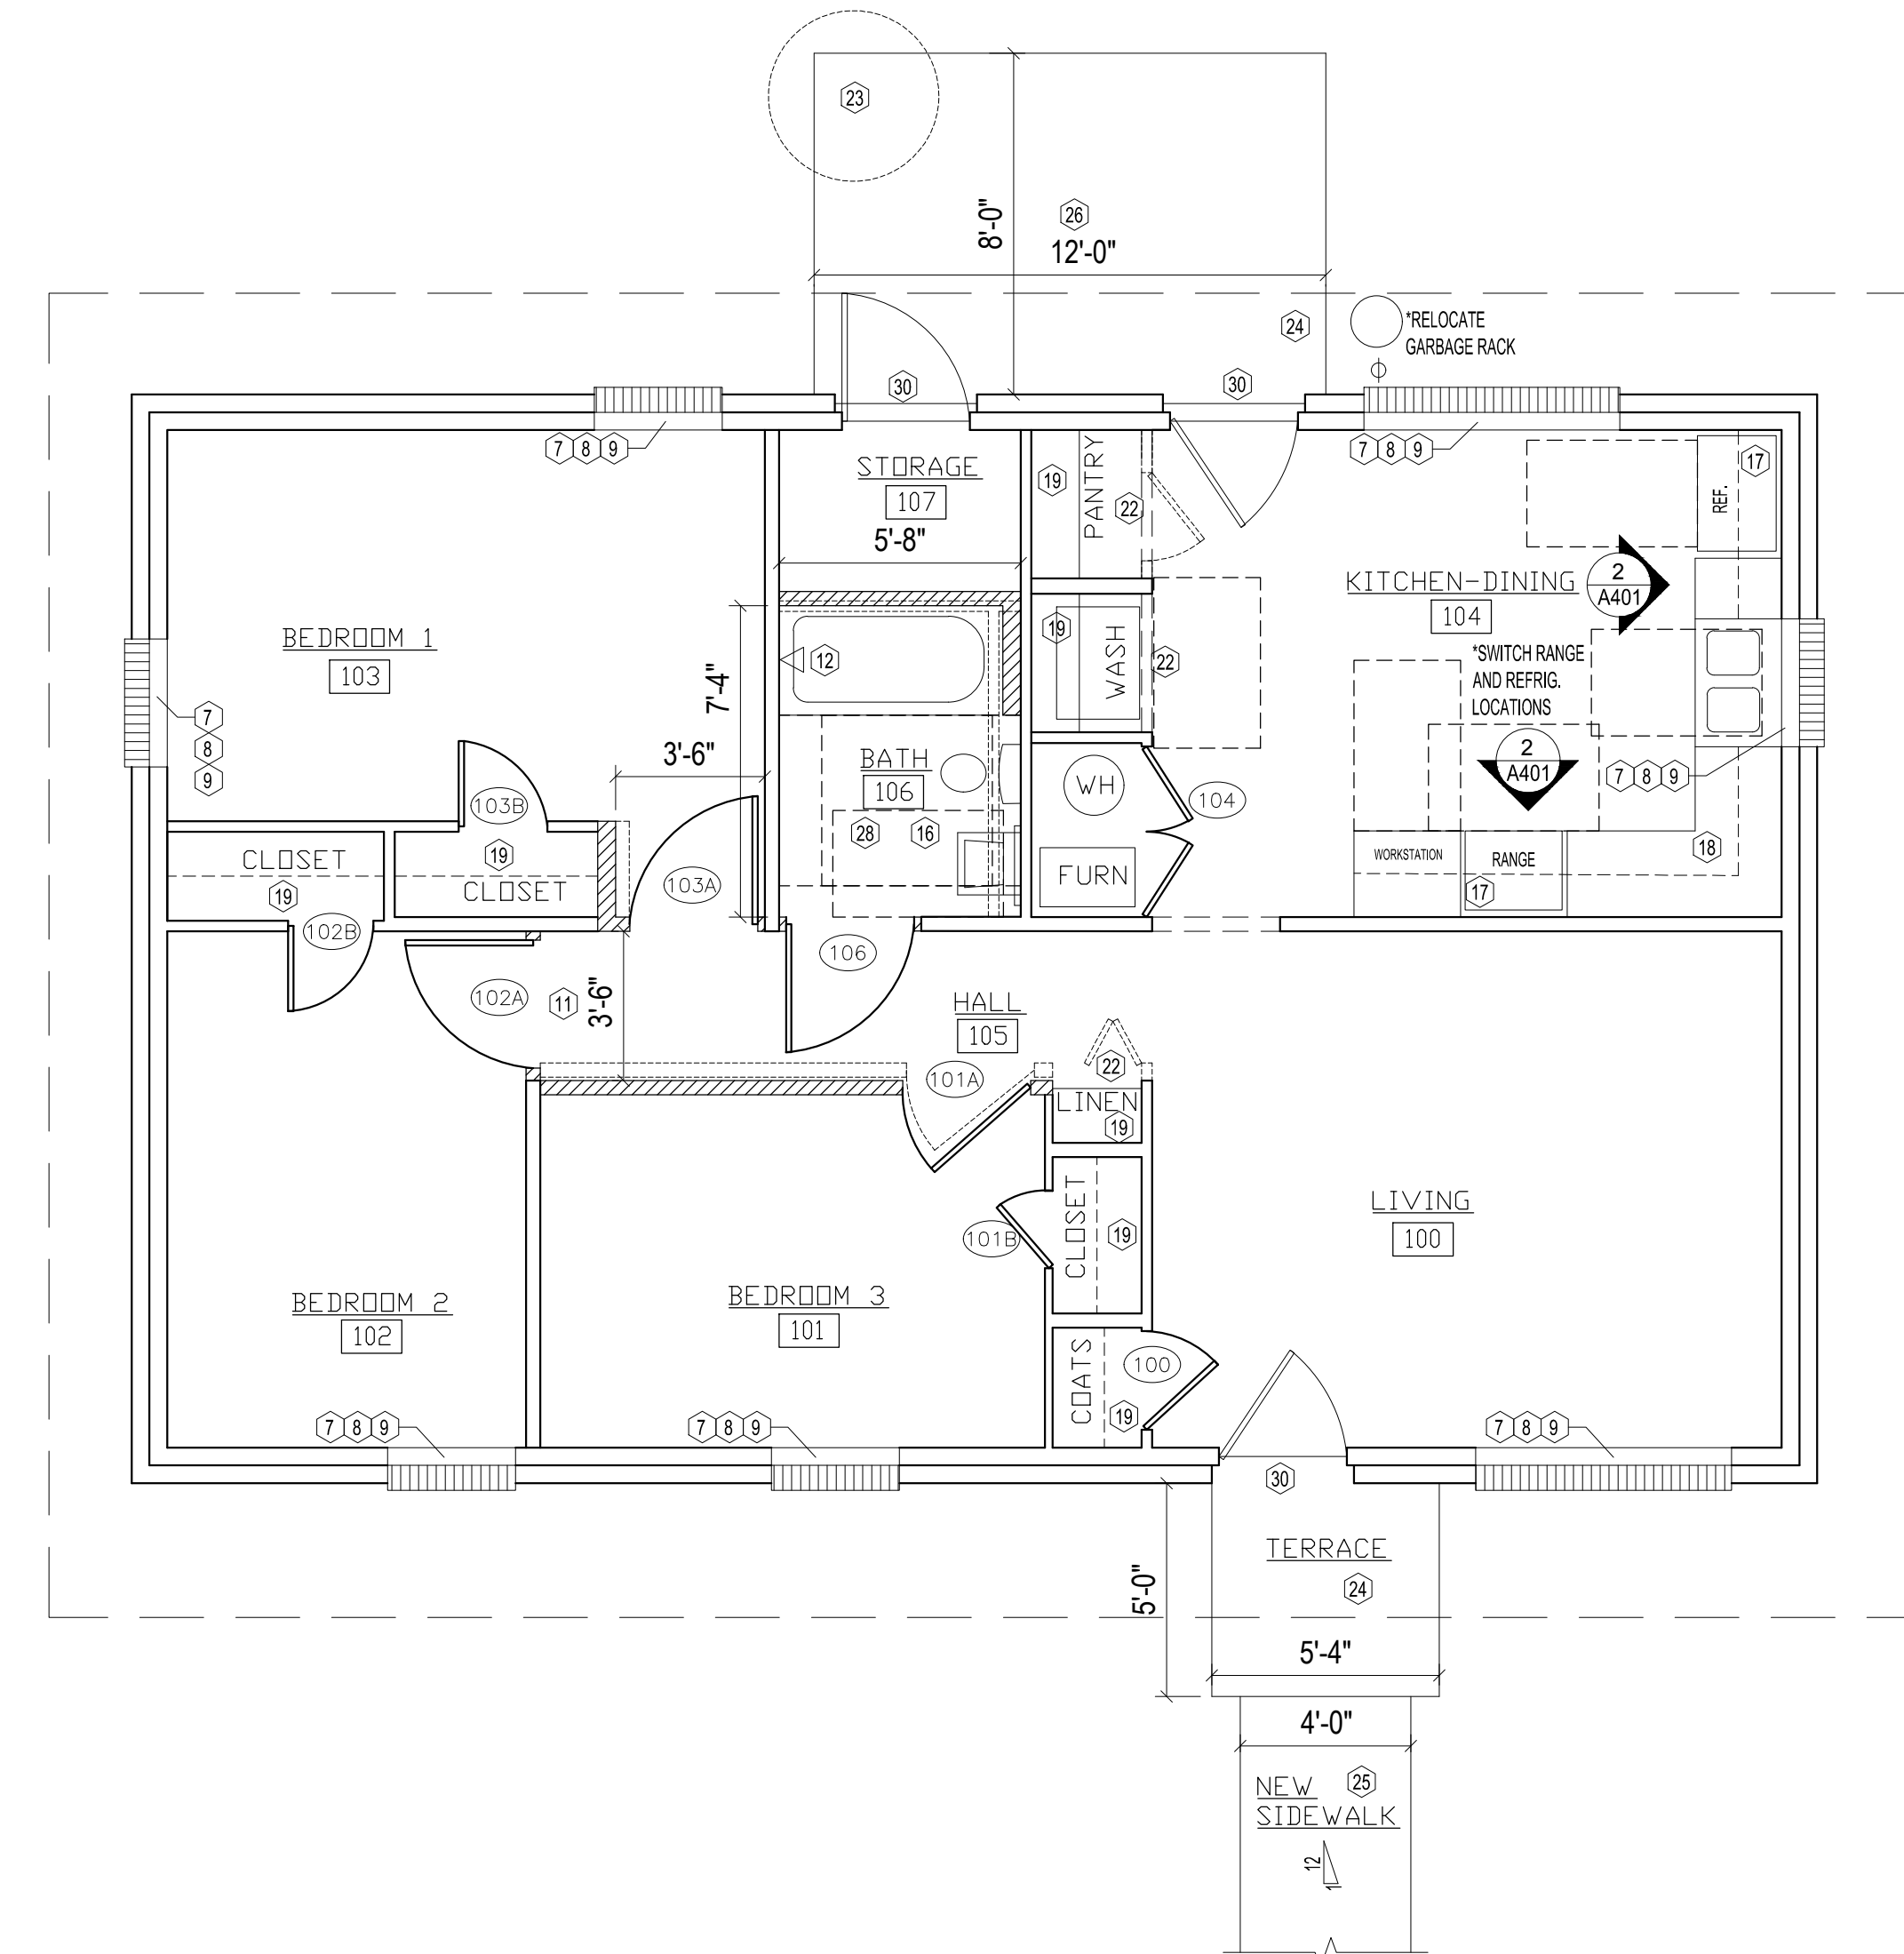 23
8'-0"
26
12'-0"
24
*RELOCATE
GARBAGE RACK
30
30
7 8 9
7 8 9
STORAGE
107
5'-8"
19
PANTRY
22
17
REF.
KITCHEN-DINING
104
2
A401
BEDROOM 1
103
12
7'-4"
19
WASH
22
*SWITCH RANGE
AND REFRIG.
LOCATIONS
7
8
9
3'-6"
BATH
106
28
16
WH
104
2
A401
7 8 9
103B
CLOSET
19
19
CLOSET
103A
FURN
WORKSTATION
RANGE
17
18
102B
106
102A
11
3'-6"
HALL
105
101A
22
LINEN
19
CLOSET
19
101B
LIVING
100
BEDROOM 2
102
BEDROOM 3
101
COATS
100
19
7 8 9
7 8 9
7 8 9
30
TERRACE
24
5'-0"
5'-4"
4'-0"
NEW
SIDEWALK
25
12
1